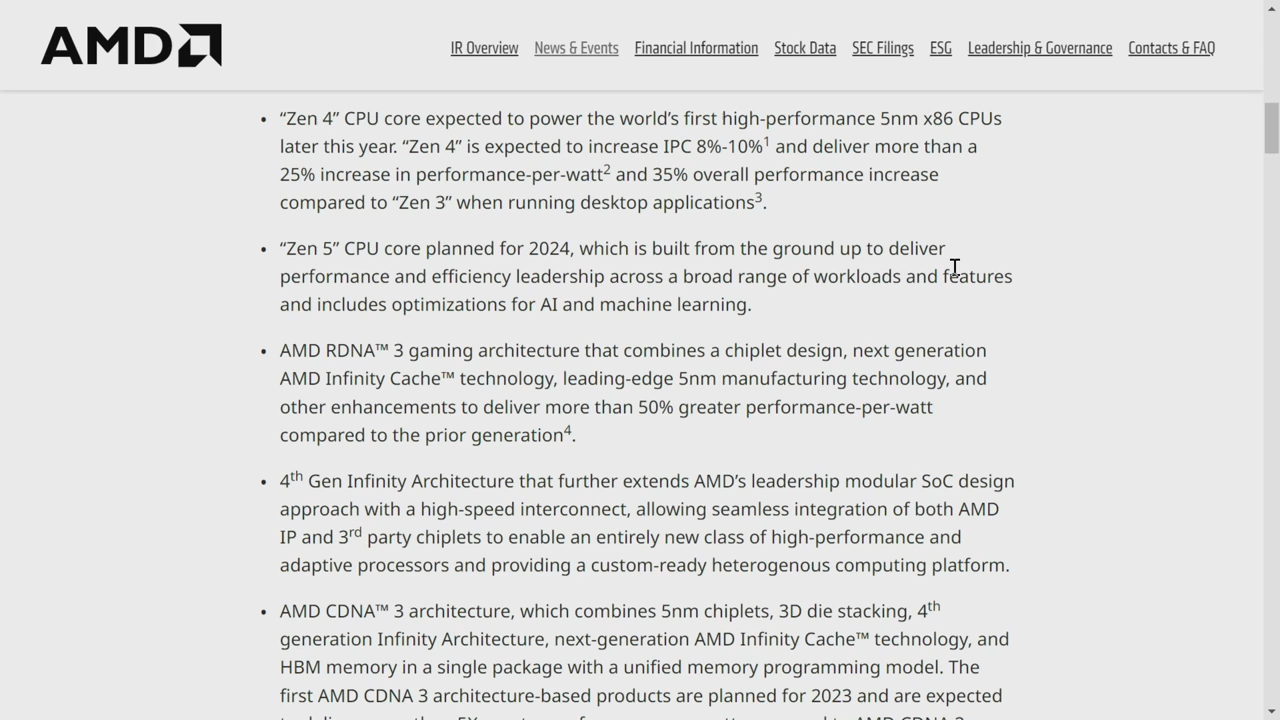 AMD
IR Overview News & Events Financial Information Stock Data SEC Filings ESG Leadership & Governance Contacts & FAQ
• “Zen 4” CPU core expected to power the world’s first high-performance 5nm x86 CPUs
later this year. “Zen 4” is expected to increase IPC 8%-10%1 and deliver more than a
25% increase in performance-per-watt2 and 35% overall performance increase
compared to “Zen 3” when running desktop applications3.
• “Zen 5” CPU core planned for 2024, which is built from the ground up to deliver
performance and efficiency leadership across a broad range of workloads and features
and includes optimizations for AI and machine learning.
• AMD RDNA™ 3 gaming architecture that combines a chiplet design, next generation
AMD Infinity Cache™ technology, leading-edge 5nm manufacturing technology, and
other enhancements to deliver more than 50% greater performance-per-watt
compared to the prior generation4.
• 4th Gen Infinity Architecture that further extends AMD’s leadership modular SoC design
approach with a high-speed interconnect, allowing seamless integration of both AMD
IP and 3rd party chiplets to enable an entirely new class of high-performance and
adaptive processors and providing a custom-ready heterogenous computing platform.
• AMD CDNA™ 3 architecture, which combines 5nm chiplets, 3D die stacking, 4th
generation Infinity Architecture, next-generation AMD Infinity Cache™ technology, and
HBM memory in a single package with a unified memory programming model. The
first AMD CDNA 3 architecture-based products are planned for 2023 and are expected